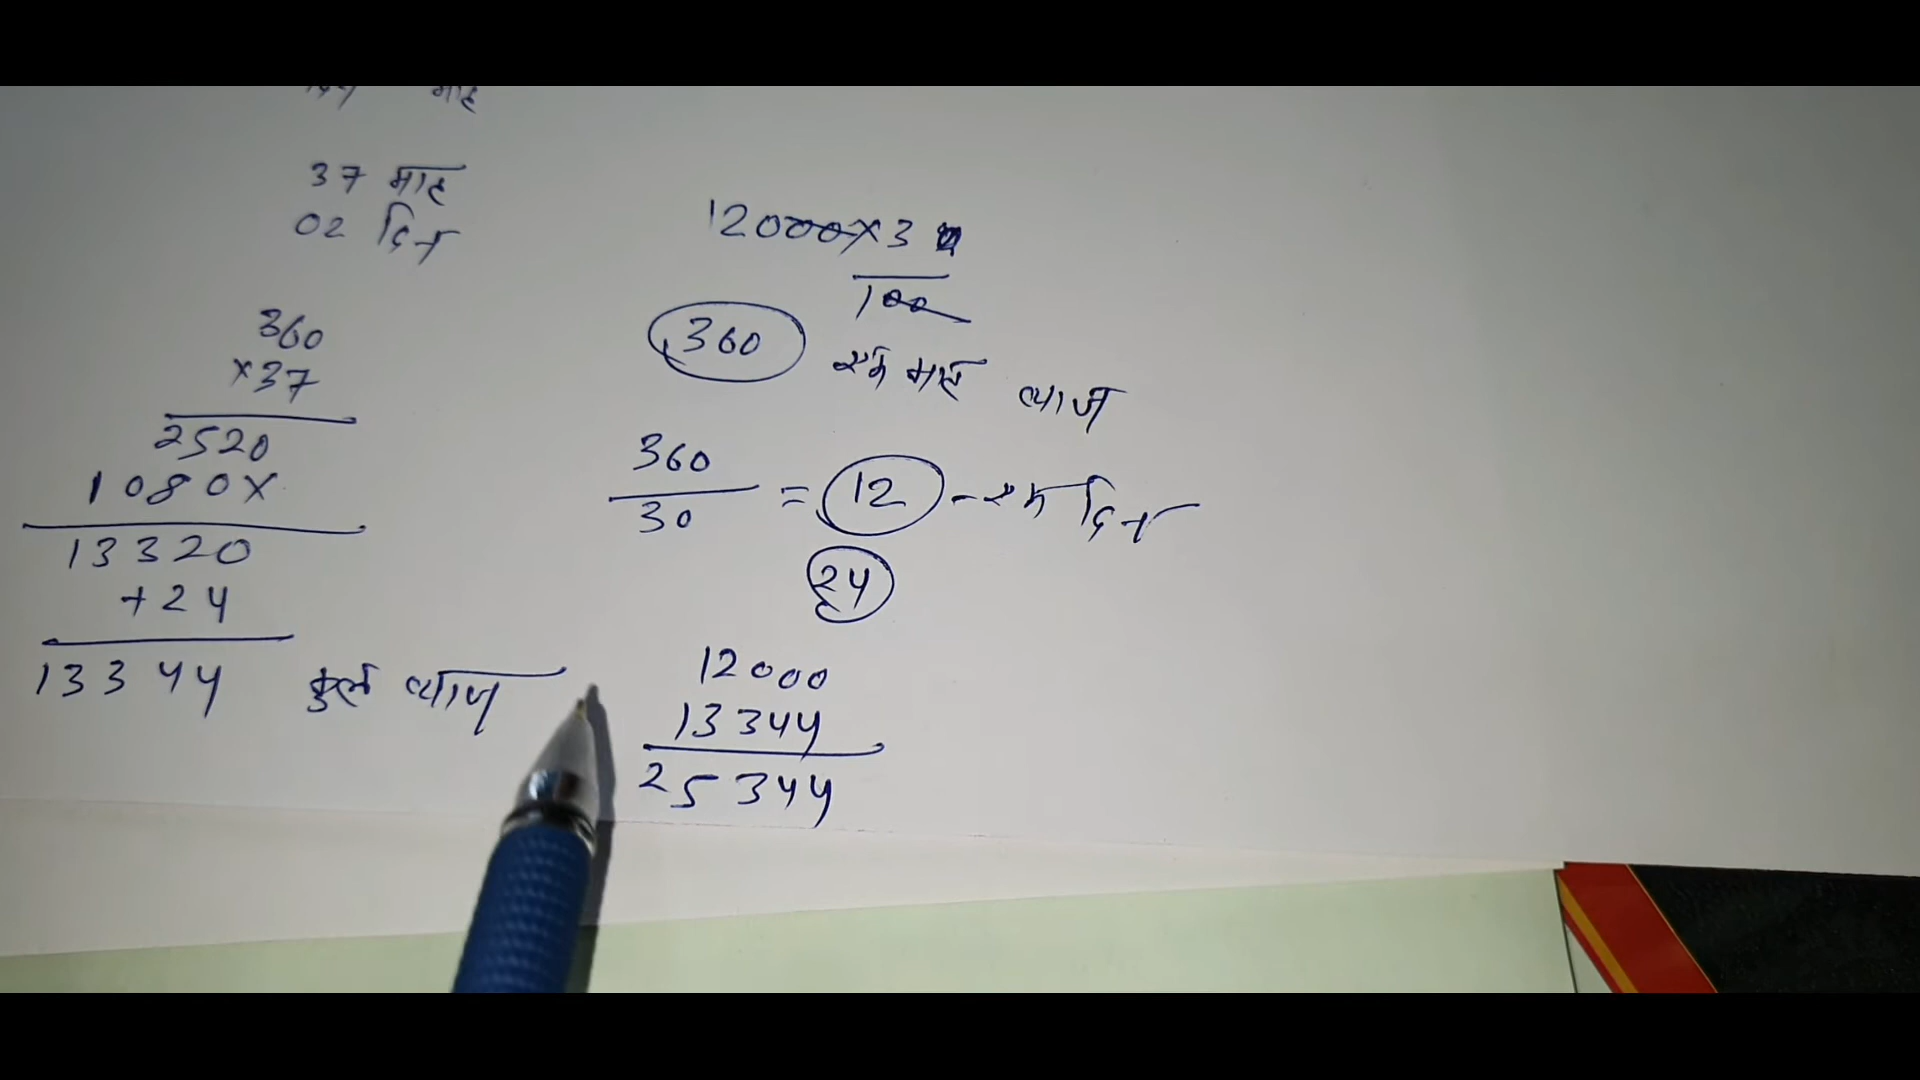 माह
37 माह
02 दिन
360
×37
2520
1080×
13320
+24
13344 कुल ब्याज
12000×3
100
360 एक माह ब्याज
360
30
= 12 - एक दिन
24
12000
13344
25344